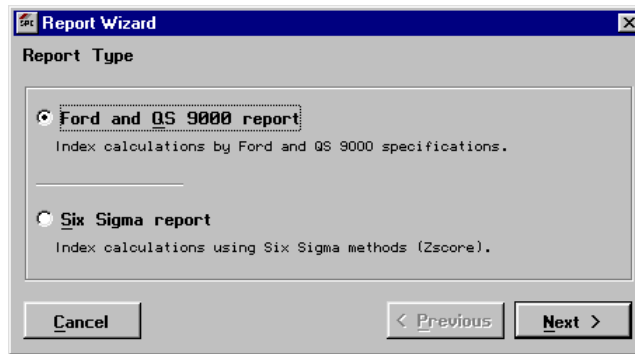 SPC Report Wizard
Report Type
Ford and QS 9000 report
Index calculations by Ford and QS 9000 specifications.
Six Sigma report
Index calculations using Six Sigma methods (Zscore).
Cancel
< Previous
Next >